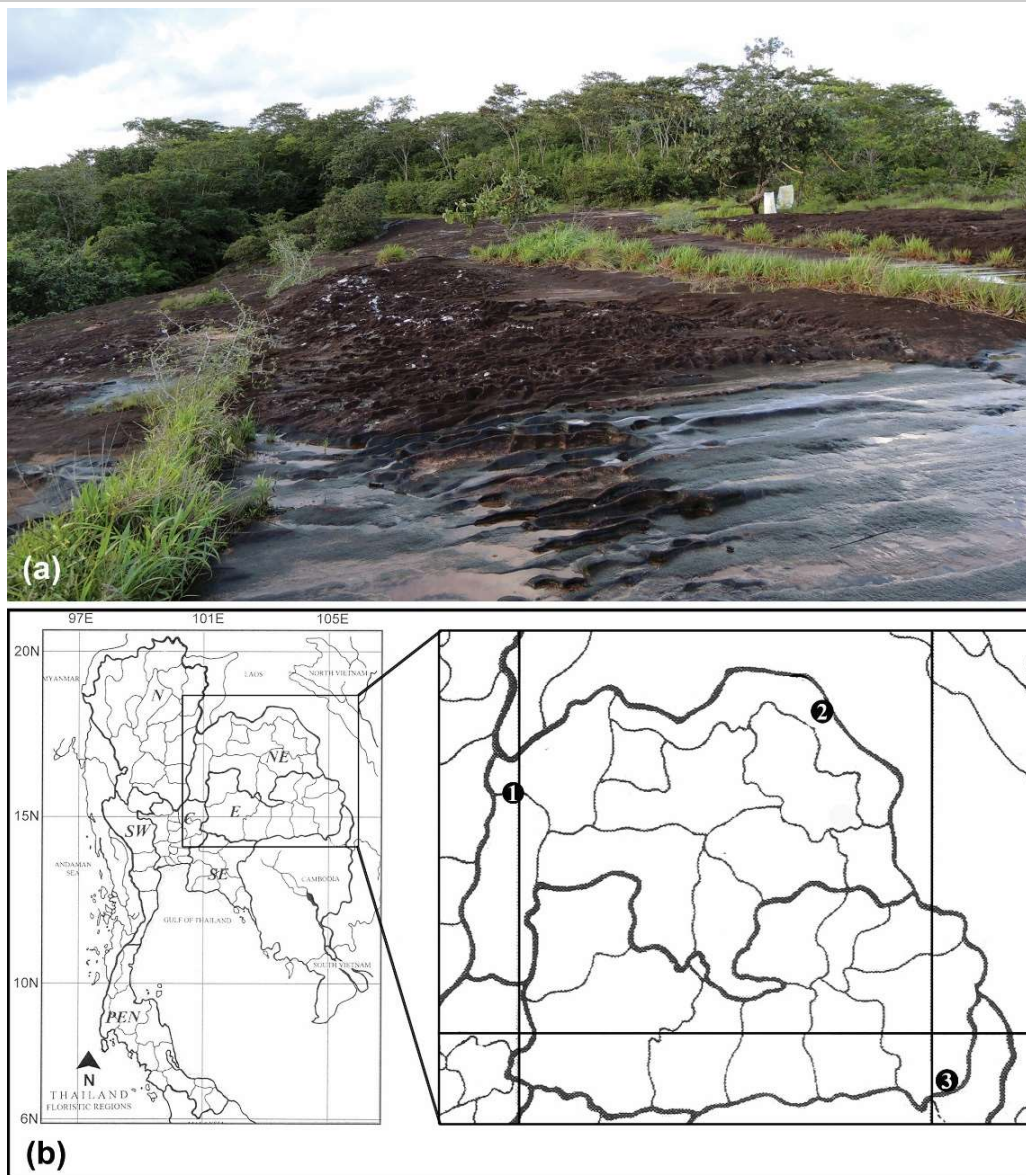 (a)
97E 101E 105E
20N
MYANMAR
LAOS
NORTH VIETNAM
N
NE
15N
SW
C
E
ANDAMAN
SEA
SE
CAMBODIA
GULF OF THAILAND
SOUTH VIETNAM
10N
PEN
N
THAILAND
FLORISTIC REGIONS
6N
(b)
1
2
3